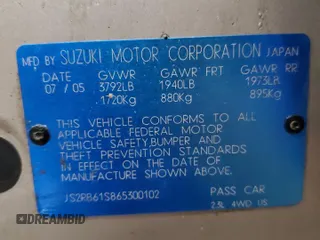 MFD BY SUZUKI MOTOR CORPORATION JAPAN
DATE GVWR GAWR FRT GAWR RR
07 / 05 3792LB 1940LB 1973LB
1720KG 880KG 895KG
THIS VEHICLE CONFORMS TO ALL
APPLICABLE FEDERAL MOTOR
VEHICLE SAFETY,BUMPER AND
THEFT PREVENTION STANDARDS
IN EFFECT ON THE DATE OF
MANUFACTURE SHOWN ABOVE.
JS2RB61S865300102 PASS CAR
2.3L 4WD US
DREAMBID